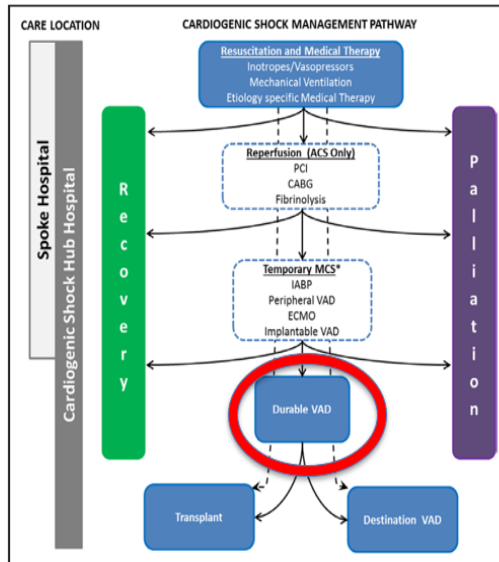 CARE LOCATION
CARDIOGENIC SHOCK MANAGEMENT PATHWAY
Spoke Hospital
Cardiogenic Shock Hub Hospital
Resuscitation and Medical Therapy
Inotropes/Vasopressors
Mechanical Ventilation
Etiology specific Medical Therapy
Recovery
Reperfusion (ACS Only)
PCI
CABG
Fibrinolysis
Temporary MCS*
IABP
Peripheral VAD
ECMO
Implantable VAD
Palliation
Durable VAD
Transplant
Destination VAD